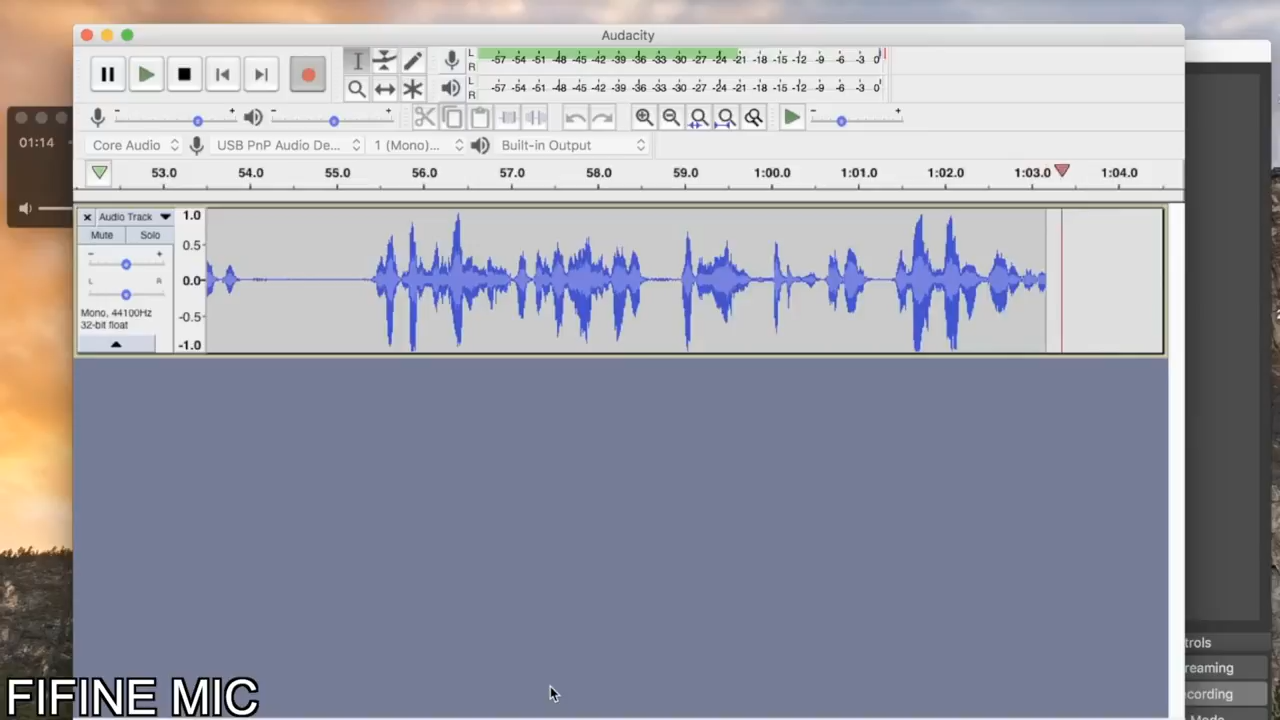 Audacity
L
-57 -54 -51 -48 -45 -42 -39 -36 -33 -30 -27 -24 -21 -18 -15 -12 -9 -6 -3 0
R
L
-57 -54 -51 -48 -45 -42 -39 -36 -33 -30 -27 -24 -21 -18 -15 -12 -9 -6 -3 0
R
01:14
Core Audio
USB PnP Audio De...
1 (Mono)...
Built-in Output
53.0 54.0 55.0 56.0 57.0 58.0 59.0 1:00.0 1:01.0 1:02.0 1:03.0 1:04.0
Audio Track
Mute Solo
- +
L R
Mono, 44100Hz
32-bit float
1.0
0.5
0.0
-0.5
-1.0
trols
reaming
ecording
FIFINE MIC